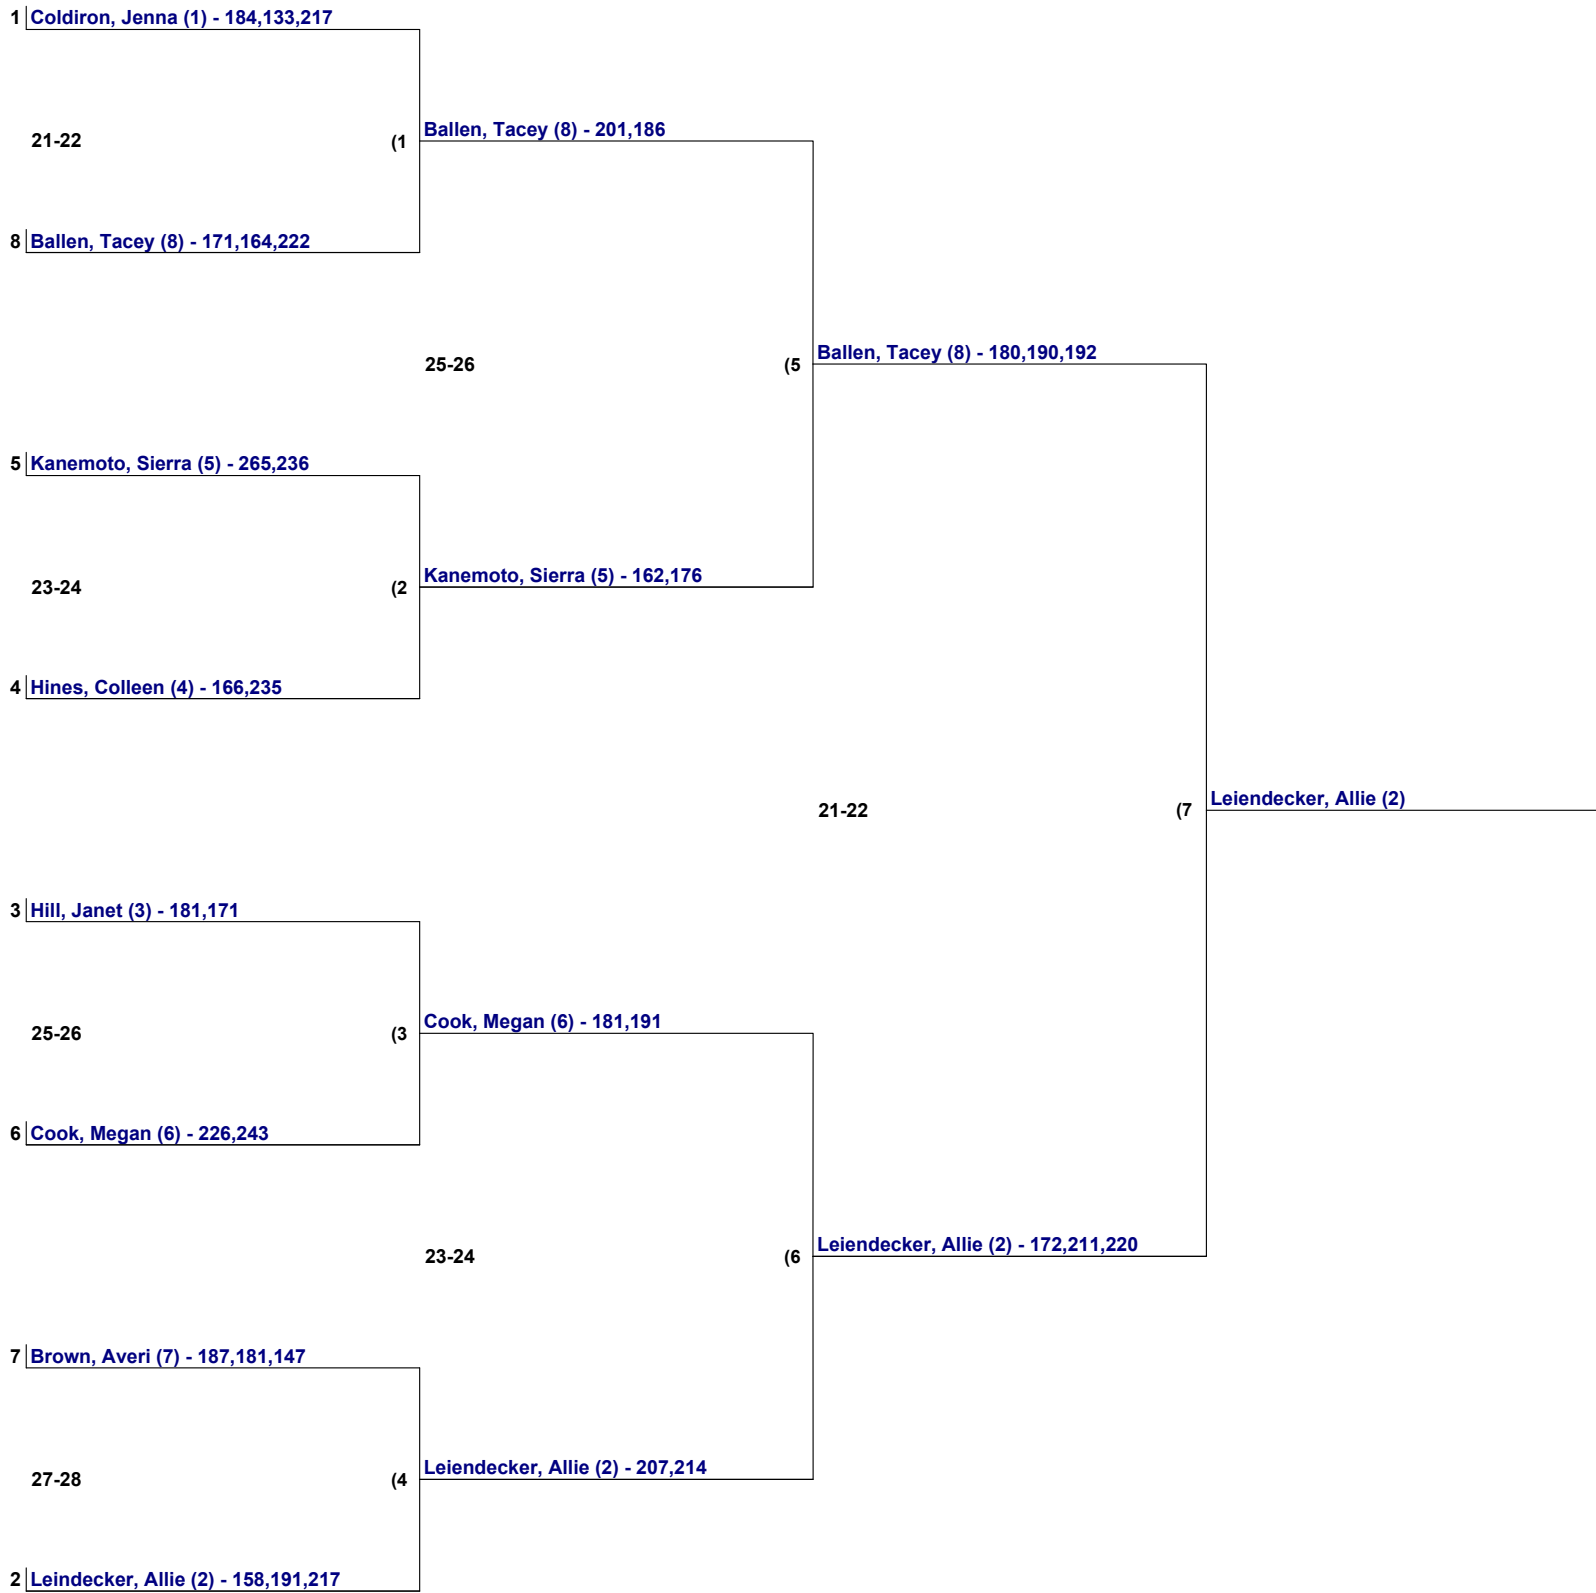 1 Coldiron, Jenna (1) - 184,133,217
21-22 (1 Ballen, Tacey (8) - 201,186
8 Ballen, Tacey (8) - 171,164,222
25-26 (5 Ballen, Tacey (8) - 180,190,192
5 Kanemoto, Sierra (5) - 265,236
23-24 (2 Kanemoto, Sierra (5) - 162,176
4 Hines, Colleen (4) - 166,235
21-22 (7 Leiendecker, Allie (2)
3 Hill, Janet (3) - 181,171
25-26 (3 Cook, Megan (6) - 181,191
6 Cook, Megan (6) - 226,243
23-24 (6 Leiendecker, Allie (2) - 172,211,220
7 Brown, Averi (7) - 187,181,147
27-28 (4 Leiendecker, Allie (2) - 207,214
2 Leindecker, Allie (2) - 158,191,217